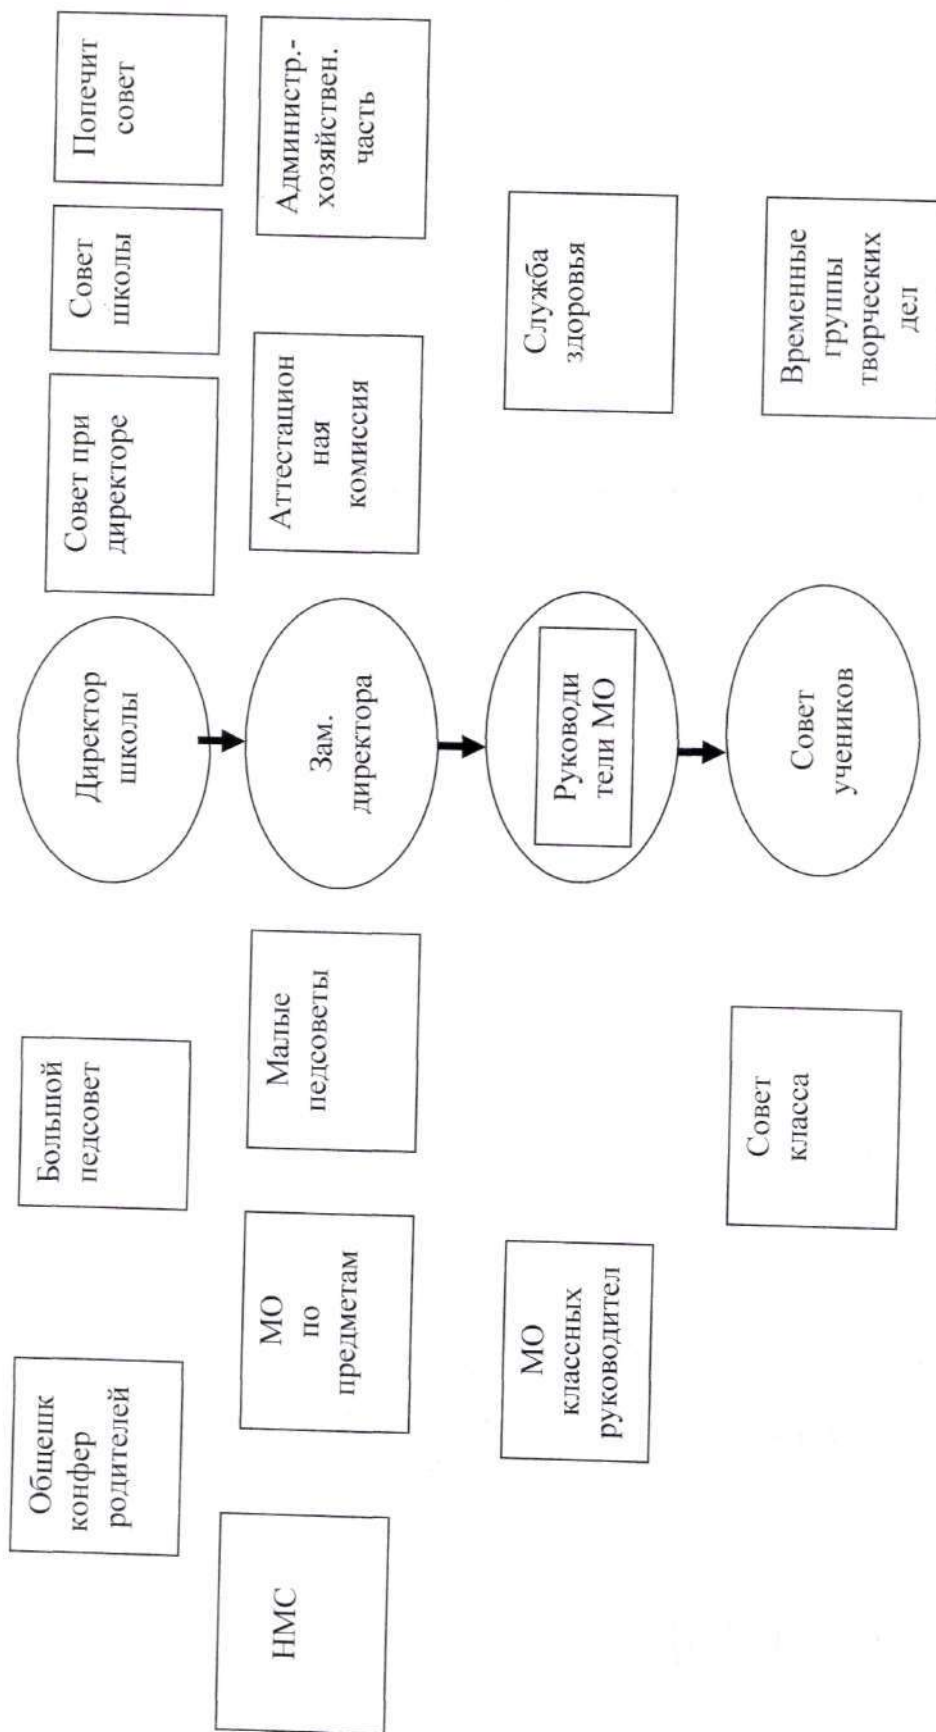 Общешк
конфер
родителей
Большой
педсовет
Директор
школы
Совет при
директоре
Совет
школы
Попечит
совет
НМС
МО
по
предметам
Малые
педсоветы
Зам.
директора
Аттестацион
ная
комиссия
Администр.-
хозяйствен.
часть
МО
классных
руководител
Руководи
тели МО
Служба
здоровья
Совет
класса
Совет
учеников
Временные
группы
творческих
дел